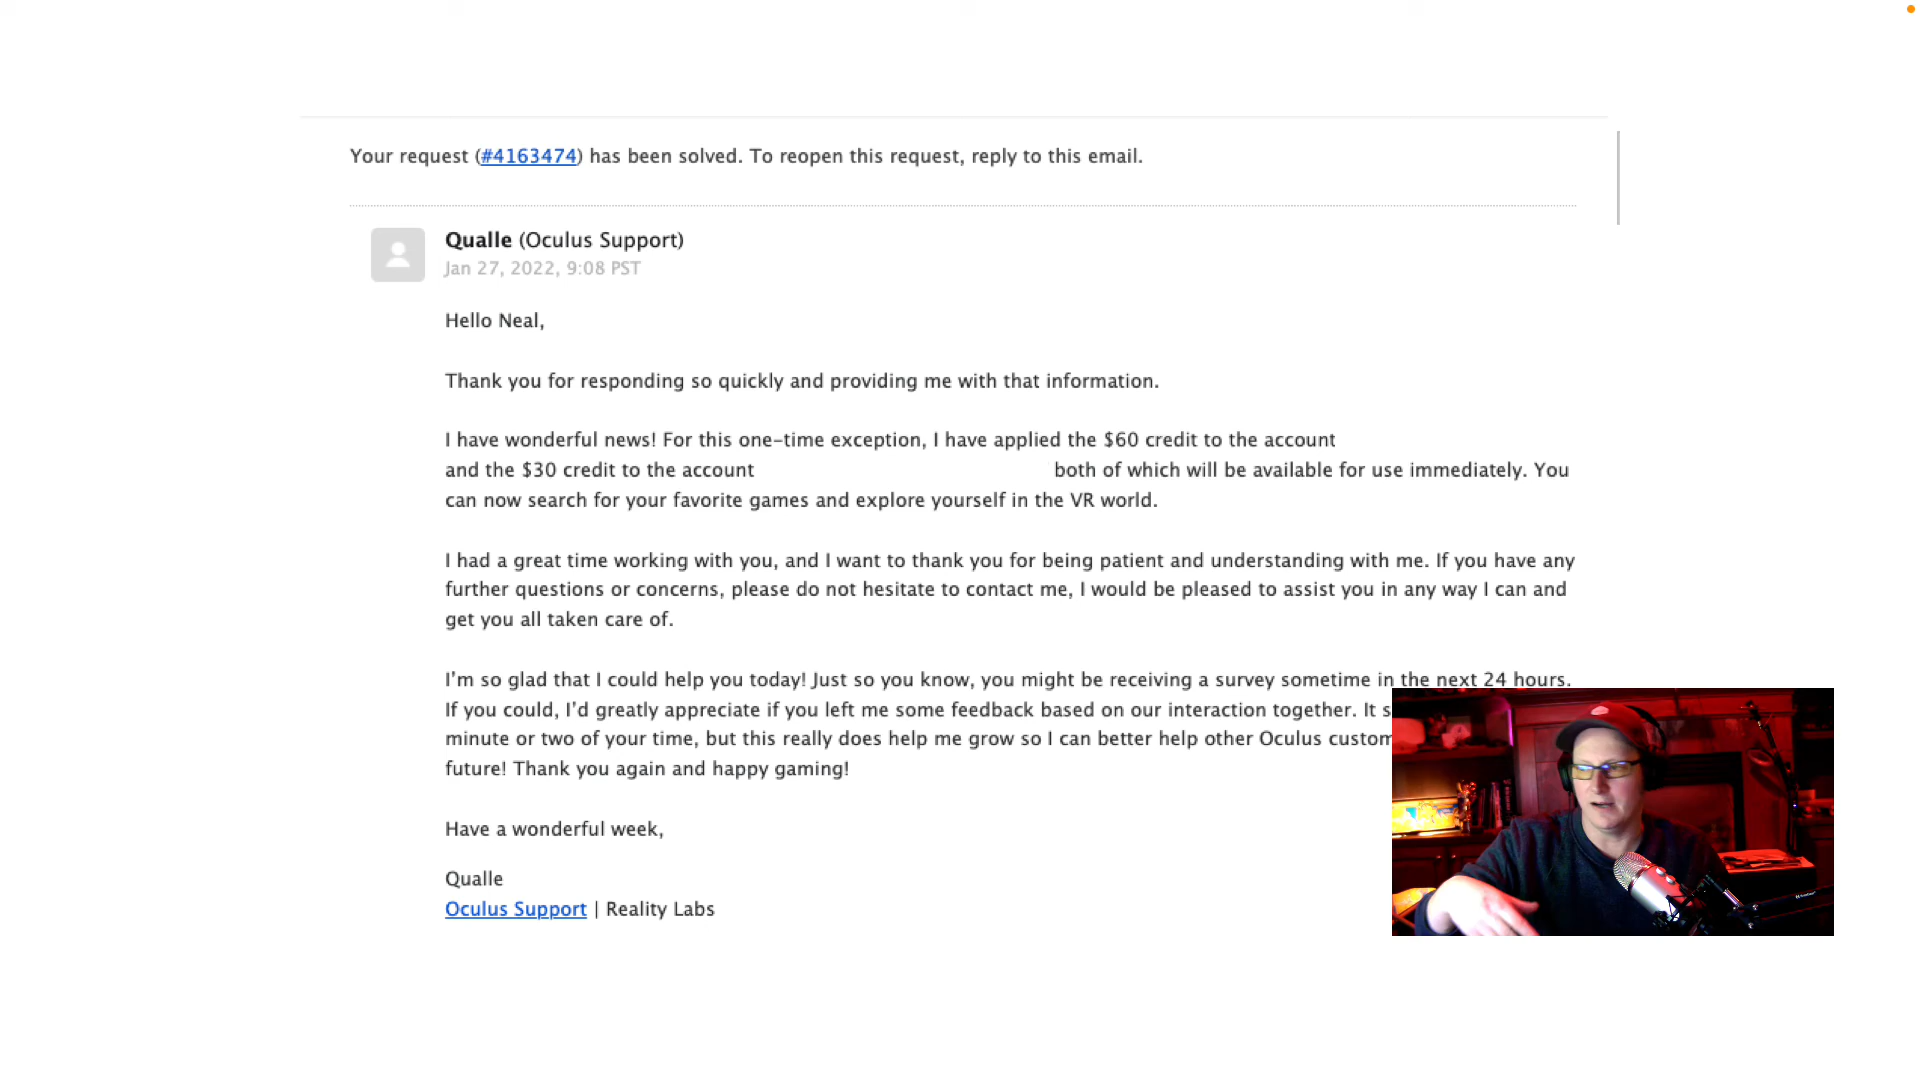 Your request (#4163474) has been solved. To reopen this request, reply to this email.
Qualle (Oculus Support)
Jan 27, 2022, 9:08 PST
Hello Neal,
Thank you for responding so quickly and providing me with that information.
I have wonderful news! For this one-time exception, I have applied the $60 credit to the account
and the $30 credit to the account both of which will be available for use immediately. You
can now search for your favorite games and explore yourself in the VR world.
I had a great time working with you, and I want to thank you for being patient and understanding with me. If you have any
further questions or concerns, please do not hesitate to contact me, I would be pleased to assist you in any way I can and
get you all taken care of.
I'm so glad that I could help you today! Just so you know, you might be receiving a survey sometime in the next 24 hours.
If you could, I'd greatly appreciate if you left me some feedback based on our interaction together. It
minute or two of your time, but this really does help me grow so I can better help other Oculus
future! Thank you again and happy gaming!
Have a wonderful week,
Qualle
Oculus Support | Reality Labs